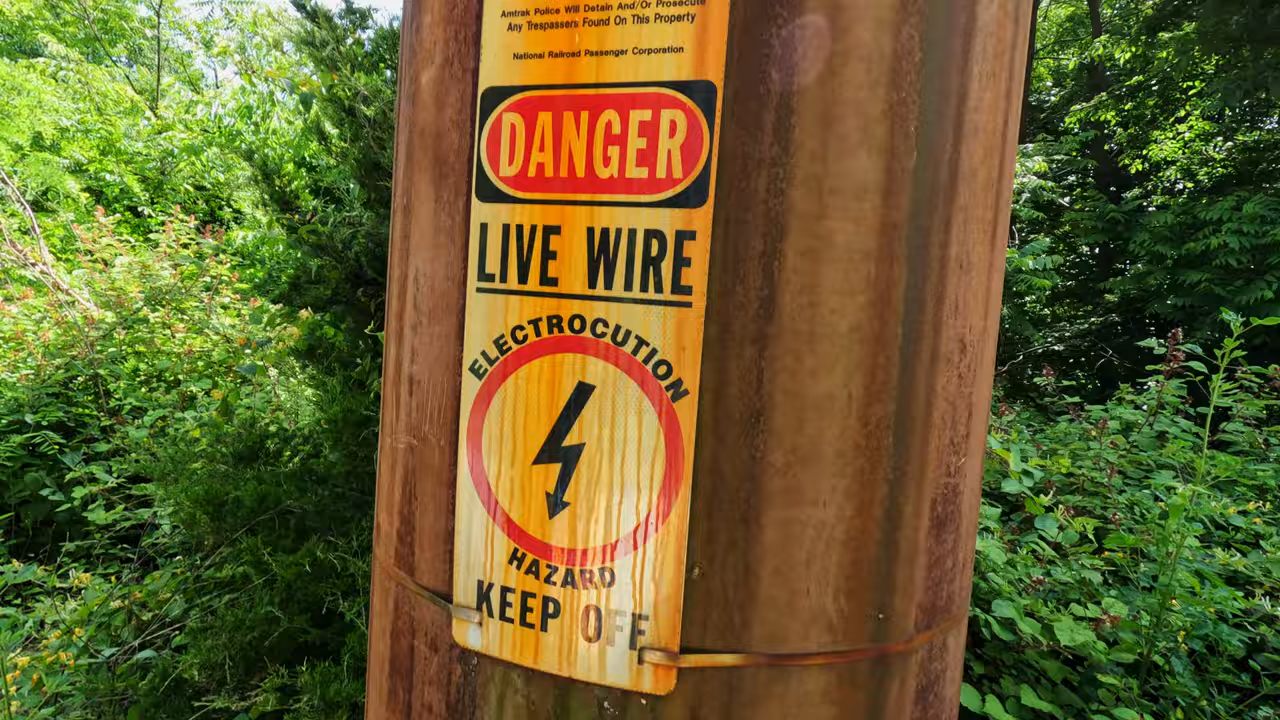 Amtrak Police Will Detain And/Or Prosecute
Any Trespassers Found On This Property
National Railroad Passenger Corporation
DANGER
LIVE WIRE
ELECTROCUTION
HAZARD
KEEP OFF